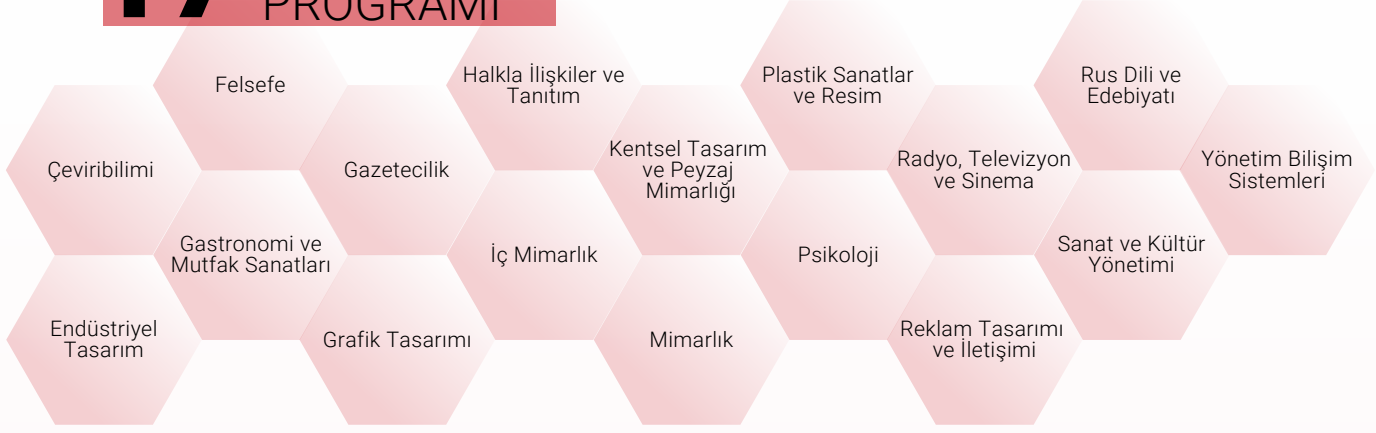 PROGRAMI
Felsefe
Halkla İlişkiler ve
Tanıtım
Plastik Sanatlar
ve Resim
Rus Dili ve
Edebiyatı
Çeviribilimi
Gazetecilik
Kentsel Tasarım
ve Peyzaj
Mimarlığı
Radyo, Televizyon
ve Sinema
Yönetim Bilişim
Sistemleri
Gastronomi ve
Mutfak Sanatları
İç Mimarlık
Psikoloji
Sanat ve Kültür
Yönetimi
Endüstriyel
Tasarım
Grafik Tasarımı
Mimarlık
Reklam Tasarımı
ve İletişimi